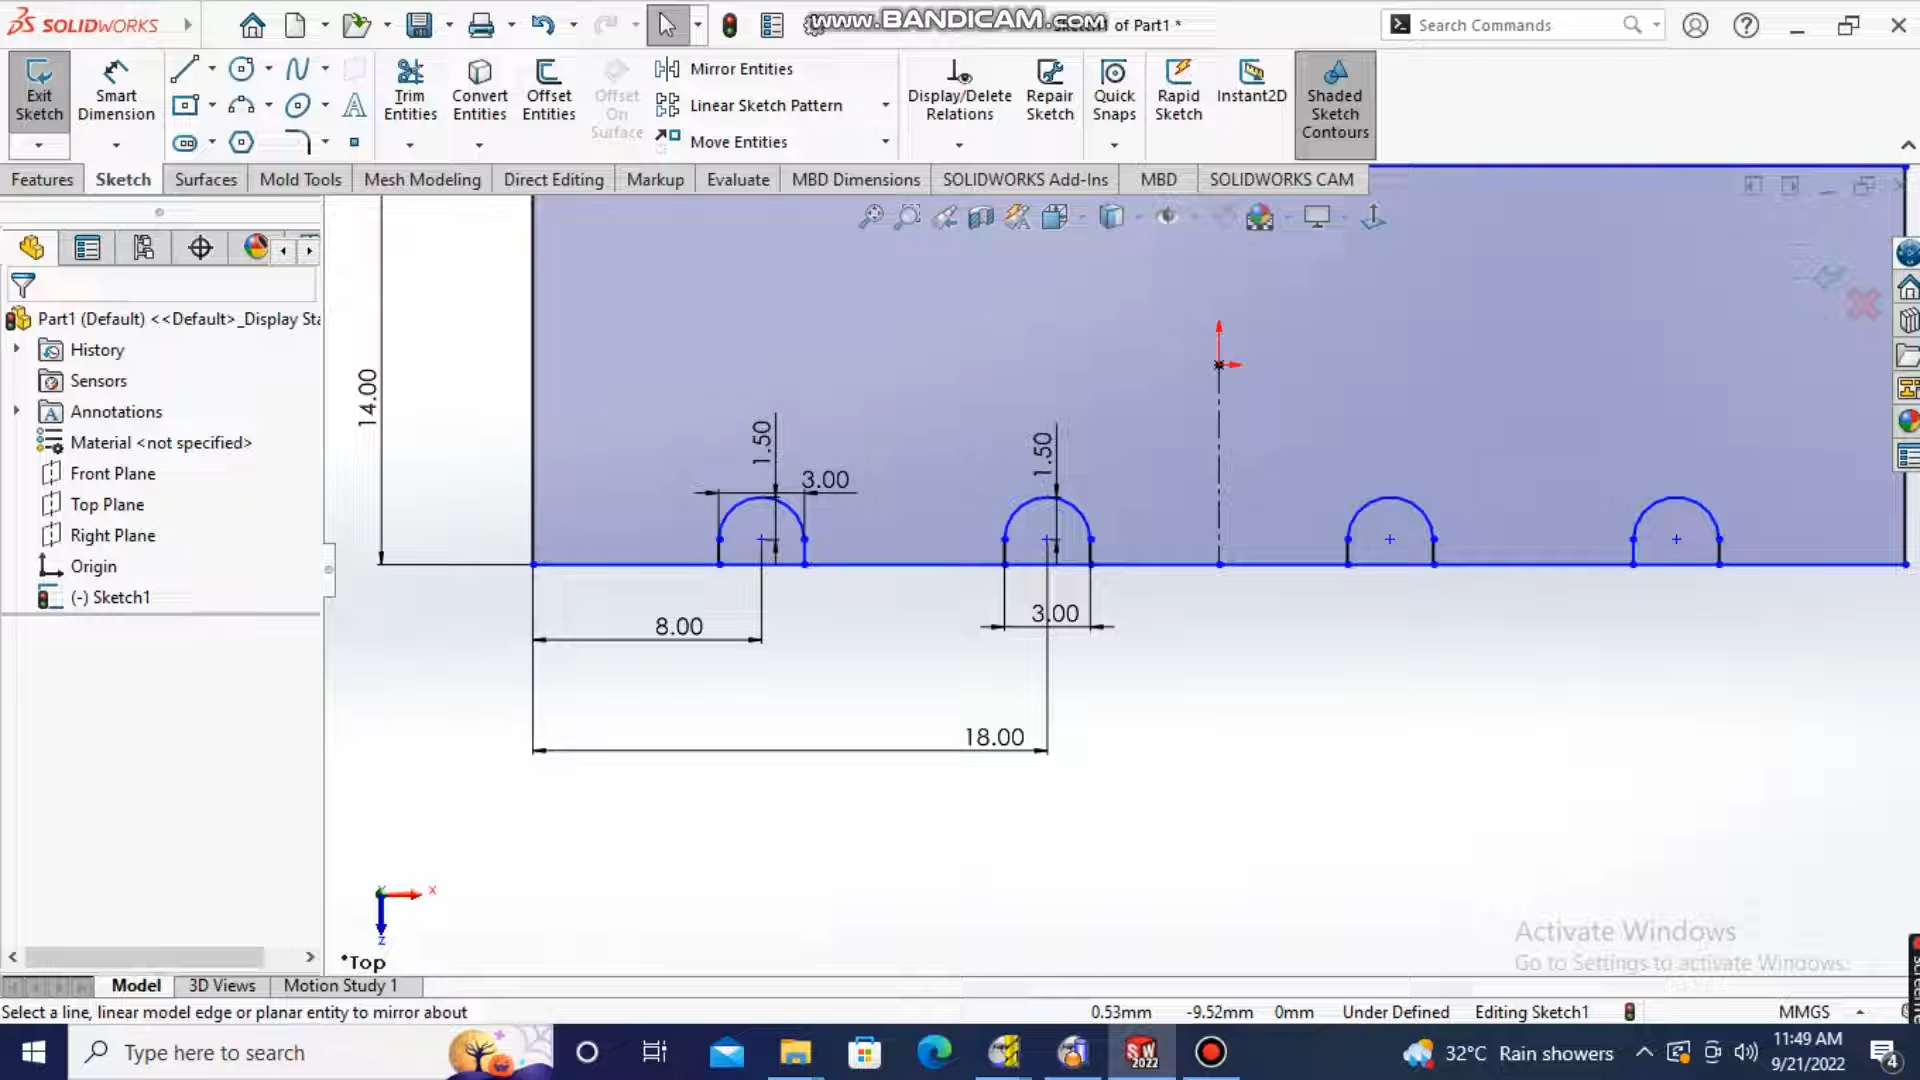 SOLIDWORKS
www.BANDICAM.com
Sketch1 of Part1 *
Search Commands
Exit Sketch
Smart Dimension
Trim Entities
Convert Entities
Offset Entities
Offset On Surface
Mirror Entities
Linear Sketch Pattern
Move Entities
Display/Delete Relations
Repair Sketch
Quick Snaps
Rapid Sketch
Instant2D
Shaded Sketch Contours
Features
Sketch
Surfaces
Mold Tools
Mesh Modeling
Direct Editing
Markup
Evaluate
MBD Dimensions
SOLIDWORKS Add-Ins
MBD
SOLIDWORKS CAM
Part1 (Default) <<Default>_Display Sta
History
Sensors
Annotations
Material <not specified>
Front Plane
Top Plane
Right Plane
Origin
(-) Sketch1
14.00
1.50
3.00
1.50
8.00
3.00
18.00
x
z
*Top
Activate Windows
Go to Settings to activate Windows.
Model
3D Views
Motion Study 1
Select a line, linear model edge or planar entity to mirror about
0.53mm
-9.52mm
0mm
Under Defined
Editing Sketch1
MMGS
Type here to search
SW
2022
32°C Rain showers
11:49 AM
9/21/2022
4